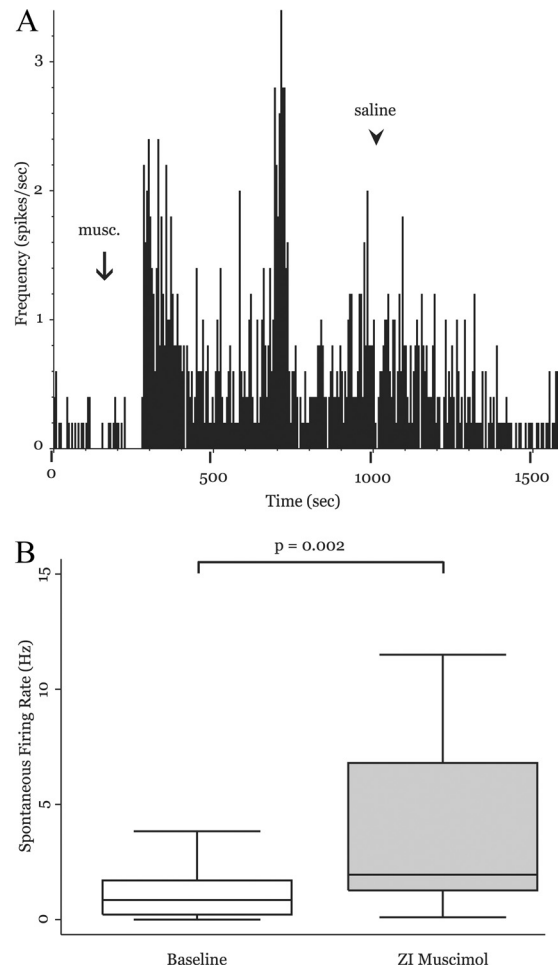 A
3
saline
2
musc.
1
0
Frequency (spikes/sec)
0 500 1000 1500
Time (sec)
B
p = 0.002
15
10
5
0
Spontaneous Firing Rate (Hz)
Baseline ZI Muscimol